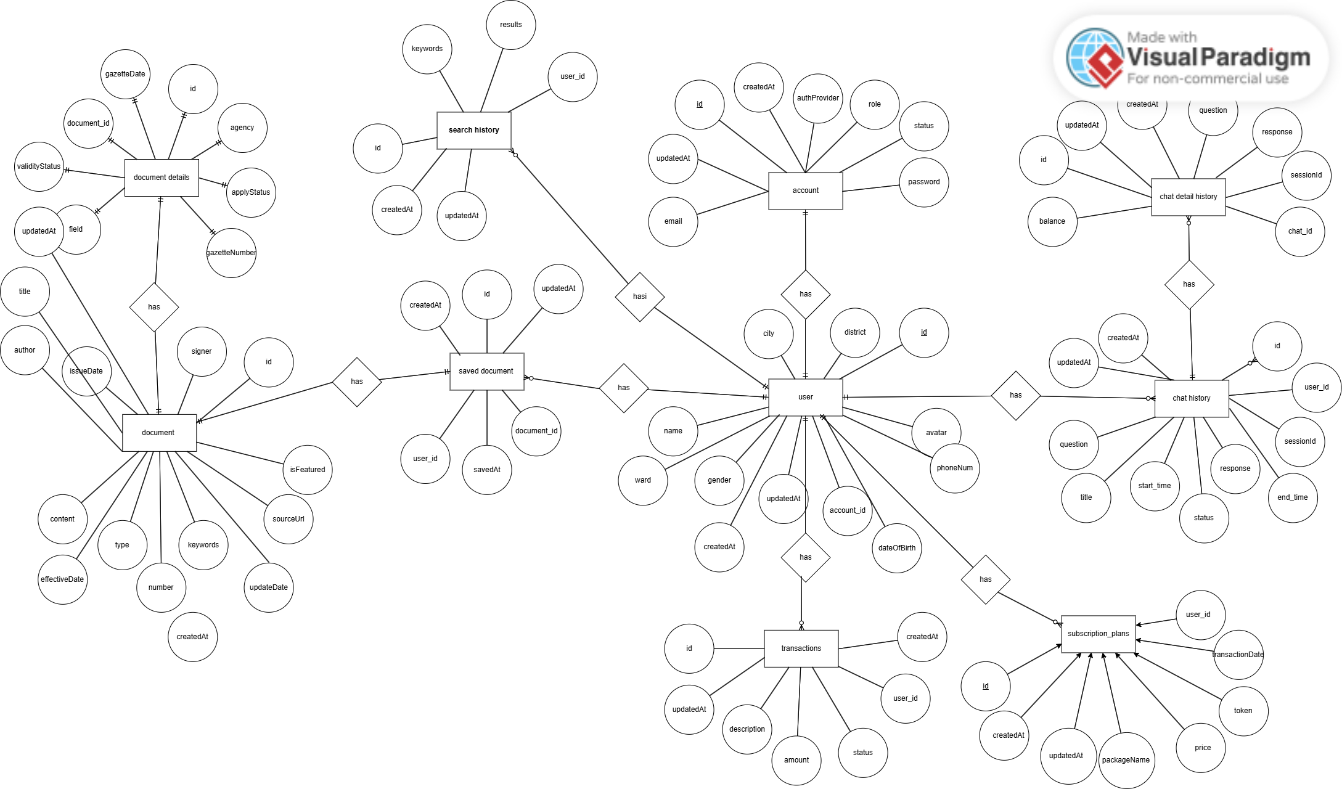 Made with
VisualParadigm
For non-commercial use
results
keywords
user_id
search history
id
createdAt
updatedAt
gazetteDate
id
document_id
agency
validityStatus
document details
applyStatus
field
gazetteNumber
updatedAt
has
title
author
issueDate
signer
id
document
isFeatured
content
sourceUrl
type
keywords
effectiveDate
number
updateDate
createdAt
has
createdAt
id
updatedAt
saved document
document_id
user_id
savedAt
has
hasi
id
createdAt
authProvider
role
status
updatedAt
account
password
email
has
city
district
id
user
name
avatar
ward
gender
phoneNum
updatedAt
account_id
createdAt
dateOfBirth
has
id
transactions
createdAt
updatedAt
user_id
description
status
amount
has
createdAt
question
updatedAt
response
id
sessionId
chat detail history
balance
chat_id
has
createdAt
id
updatedAt
user_id
chat history
question
sessionId
title
start_time
response
end_time
status
has
user_id
subscription_plans
transactionDate
id
token
createdAt
updatedAt
packageName
price